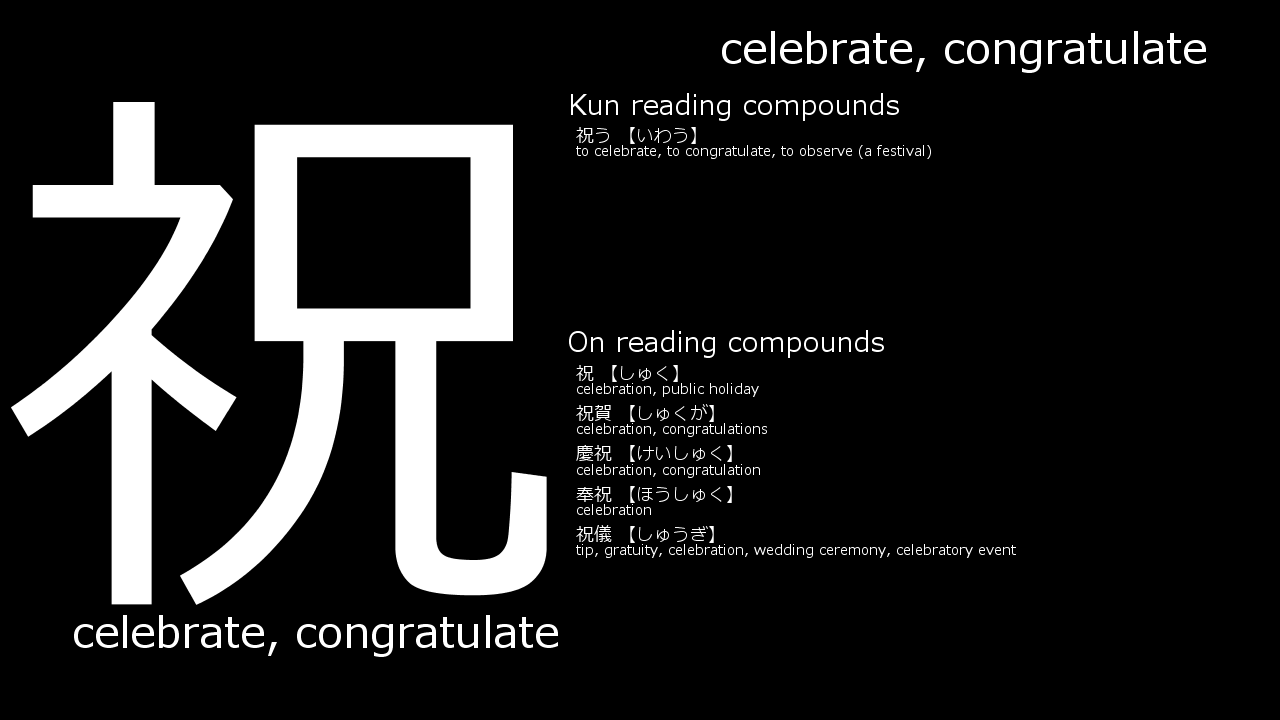 celebrate, congratulate
祝
celebrate, congratulate
Kun reading compounds
祝う 【いわう】
to celebrate, to congratulate, to observe (a festival)
On reading compounds
祝 【しゅく】
celebration, public holiday
祝賀 【しゅくが】
celebration, congratulations
慶祝 【けいしゅく】
celebration, congratulation
奉祝 【ほうしゅく】
celebration
祝儀 【しゅうぎ】
tip, gratuity, celebration, wedding ceremony, celebratory event